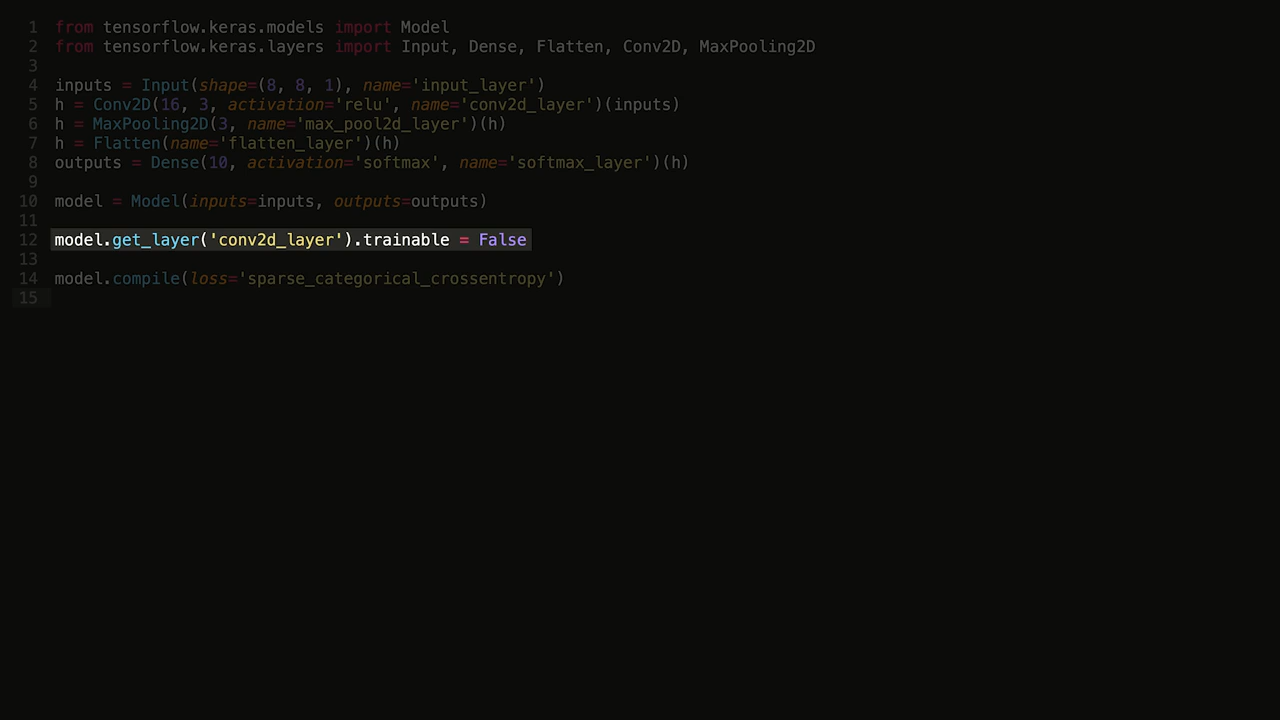 1 from tensorflow.keras.models import Model
2 from tensorflow.keras.layers import Input, Dense, Flatten, Conv2D, MaxPooling2D
3
4 inputs = Input(shape=(8, 8, 1), name='input_layer')
5 h = Conv2D(16, 3, activation='relu', name='conv2d_layer')(inputs)
6 h = MaxPooling2D(3, name='max_pool2d_layer')(h)
7 h = Flatten(name='flatten_layer')(h)
8 outputs = Dense(10, activation='softmax', name='softmax_layer')(h)
9
10 model = Model(inputs=inputs, outputs=outputs)
11
12 model.get_layer('conv2d_layer').trainable = False
13
14 model.compile(loss='sparse_categorical_crossentropy')
15